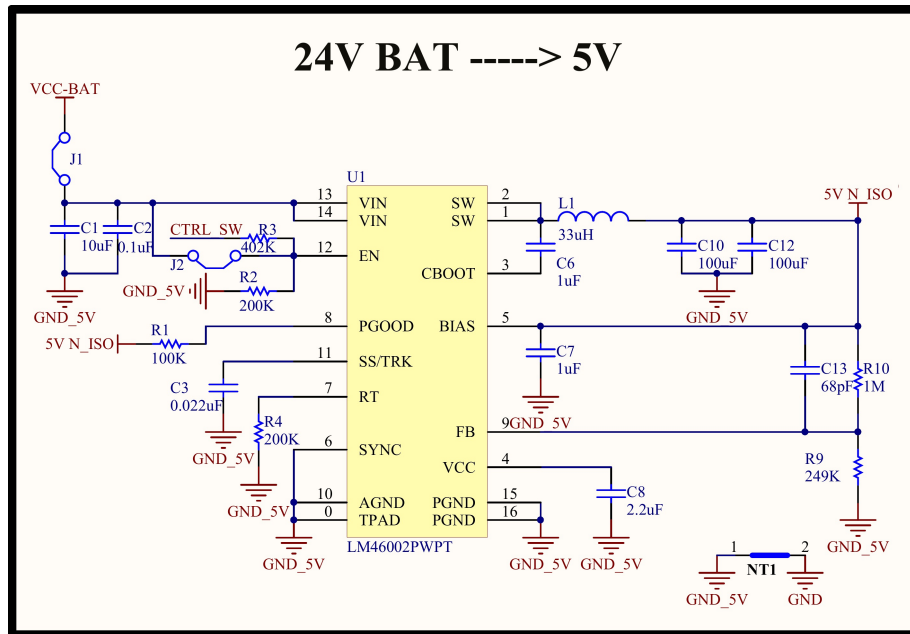 24V BAT -----> 5V
VCC-BAT
J1
U1
5V N_ISO
13 VIN SW 2
14 VIN SW 1
L1
33uH
C1
10uF
C2
0.1uF
CTRL_SW R3
402K
J2
12 EN
C6
1uF
C10
100uF
C12
100uF
CBOOT 3
R2
200K
GND_5V
GND_5V
GND_5V
8 PGOOD BIAS 5
5V N_ISO
R1
100K
11 SS/TRK
C7
1uF
C13
68pF
R10
1M
C3
0.022uF
7 RT
GND_5V
R4
200K
FB 9
GND_5V
6 SYNC
VCC 4
R9
249K
C8
2.2uF
10 AGND PGND 15
0 TPAD PGND 16
GND_5V
LM46002PWPT
GND_5V
GND_5V
GND_5V
GND_5V
1 2
NT1
GND_5V
GND